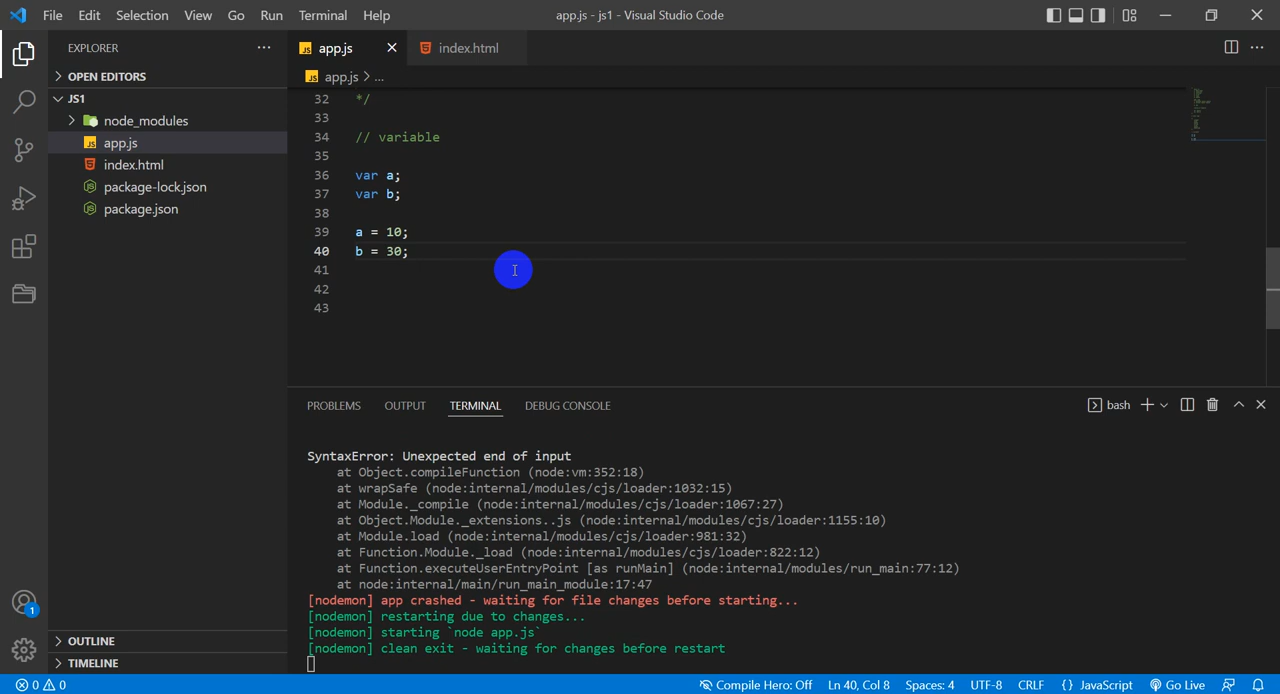 File Edit Selection View Go Run Terminal Help
app.js - js1 - Visual Studio Code
EXPLORER
OPEN EDITORS
JS1
node_modules
app.js
index.html
package-lock.json
package.json
OUTLINE
TIMELINE
1
app.js
index.html
app.js > ...
32 */
33
34 // variable
35
36 var a;
37 var b;
38
39 a = 10;
40 b = 30;
41
42
43
PROBLEMS OUTPUT TERMINAL DEBUG CONSOLE
bash
SyntaxError: Unexpected end of input
at Object.compileFunction (node:vm:352:18)
at wrapSafe (node:internal/modules/cjs/loader:1032:15)
at Module._compile (node:internal/modules/cjs/loader:1067:27)
at Object.Module._extensions..js (node:internal/modules/cjs/loader:1155:10)
at Module.load (node:internal/modules/cjs/loader:981:32)
at Function.Module._load (node:internal/modules/cjs/loader:822:12)
at Function.executeUserEntryPoint [as runMain] (node:internal/modules/run_main:77:12)
at node:internal/main/run_main_module:17:47
[nodemon] app crashed - waiting for file changes before starting...
[nodemon] restarting due to changes...
[nodemon] starting `node app.js`
[nodemon] clean exit - waiting for changes before restart
0 0
Compile Hero: Off Ln 40, Col 8 Spaces: 4 UTF-8 CRLF {} JavaScript Go Live